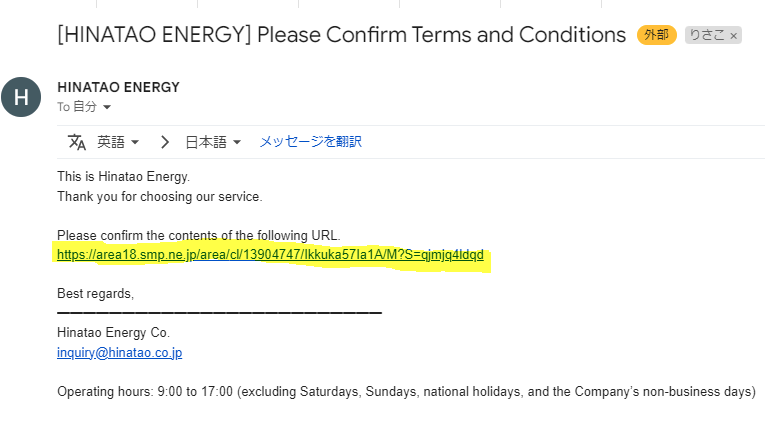 [HINATAO ENERGY] Please Confirm Terms and Conditions 外部 りさこ ×
H
HINATAO ENERGY
To 自分
英語 > 日本語 メッセージを翻訳
This is Hinatao Energy.
Thank you for choosing our service.
Please confirm the contents of the following URL.
https://area18.smp.ne.jp/area/cl/13904747/Ikkuka57Ia1A/M?S=qjmjq4ldqd
Best regards,
Hinatao Energy Co.
inquiry@hinatao.co.jp
Operating hours: 9:00 to 17:00 (excluding Saturdays, Sundays, national holidays, and the Company's non-business days)